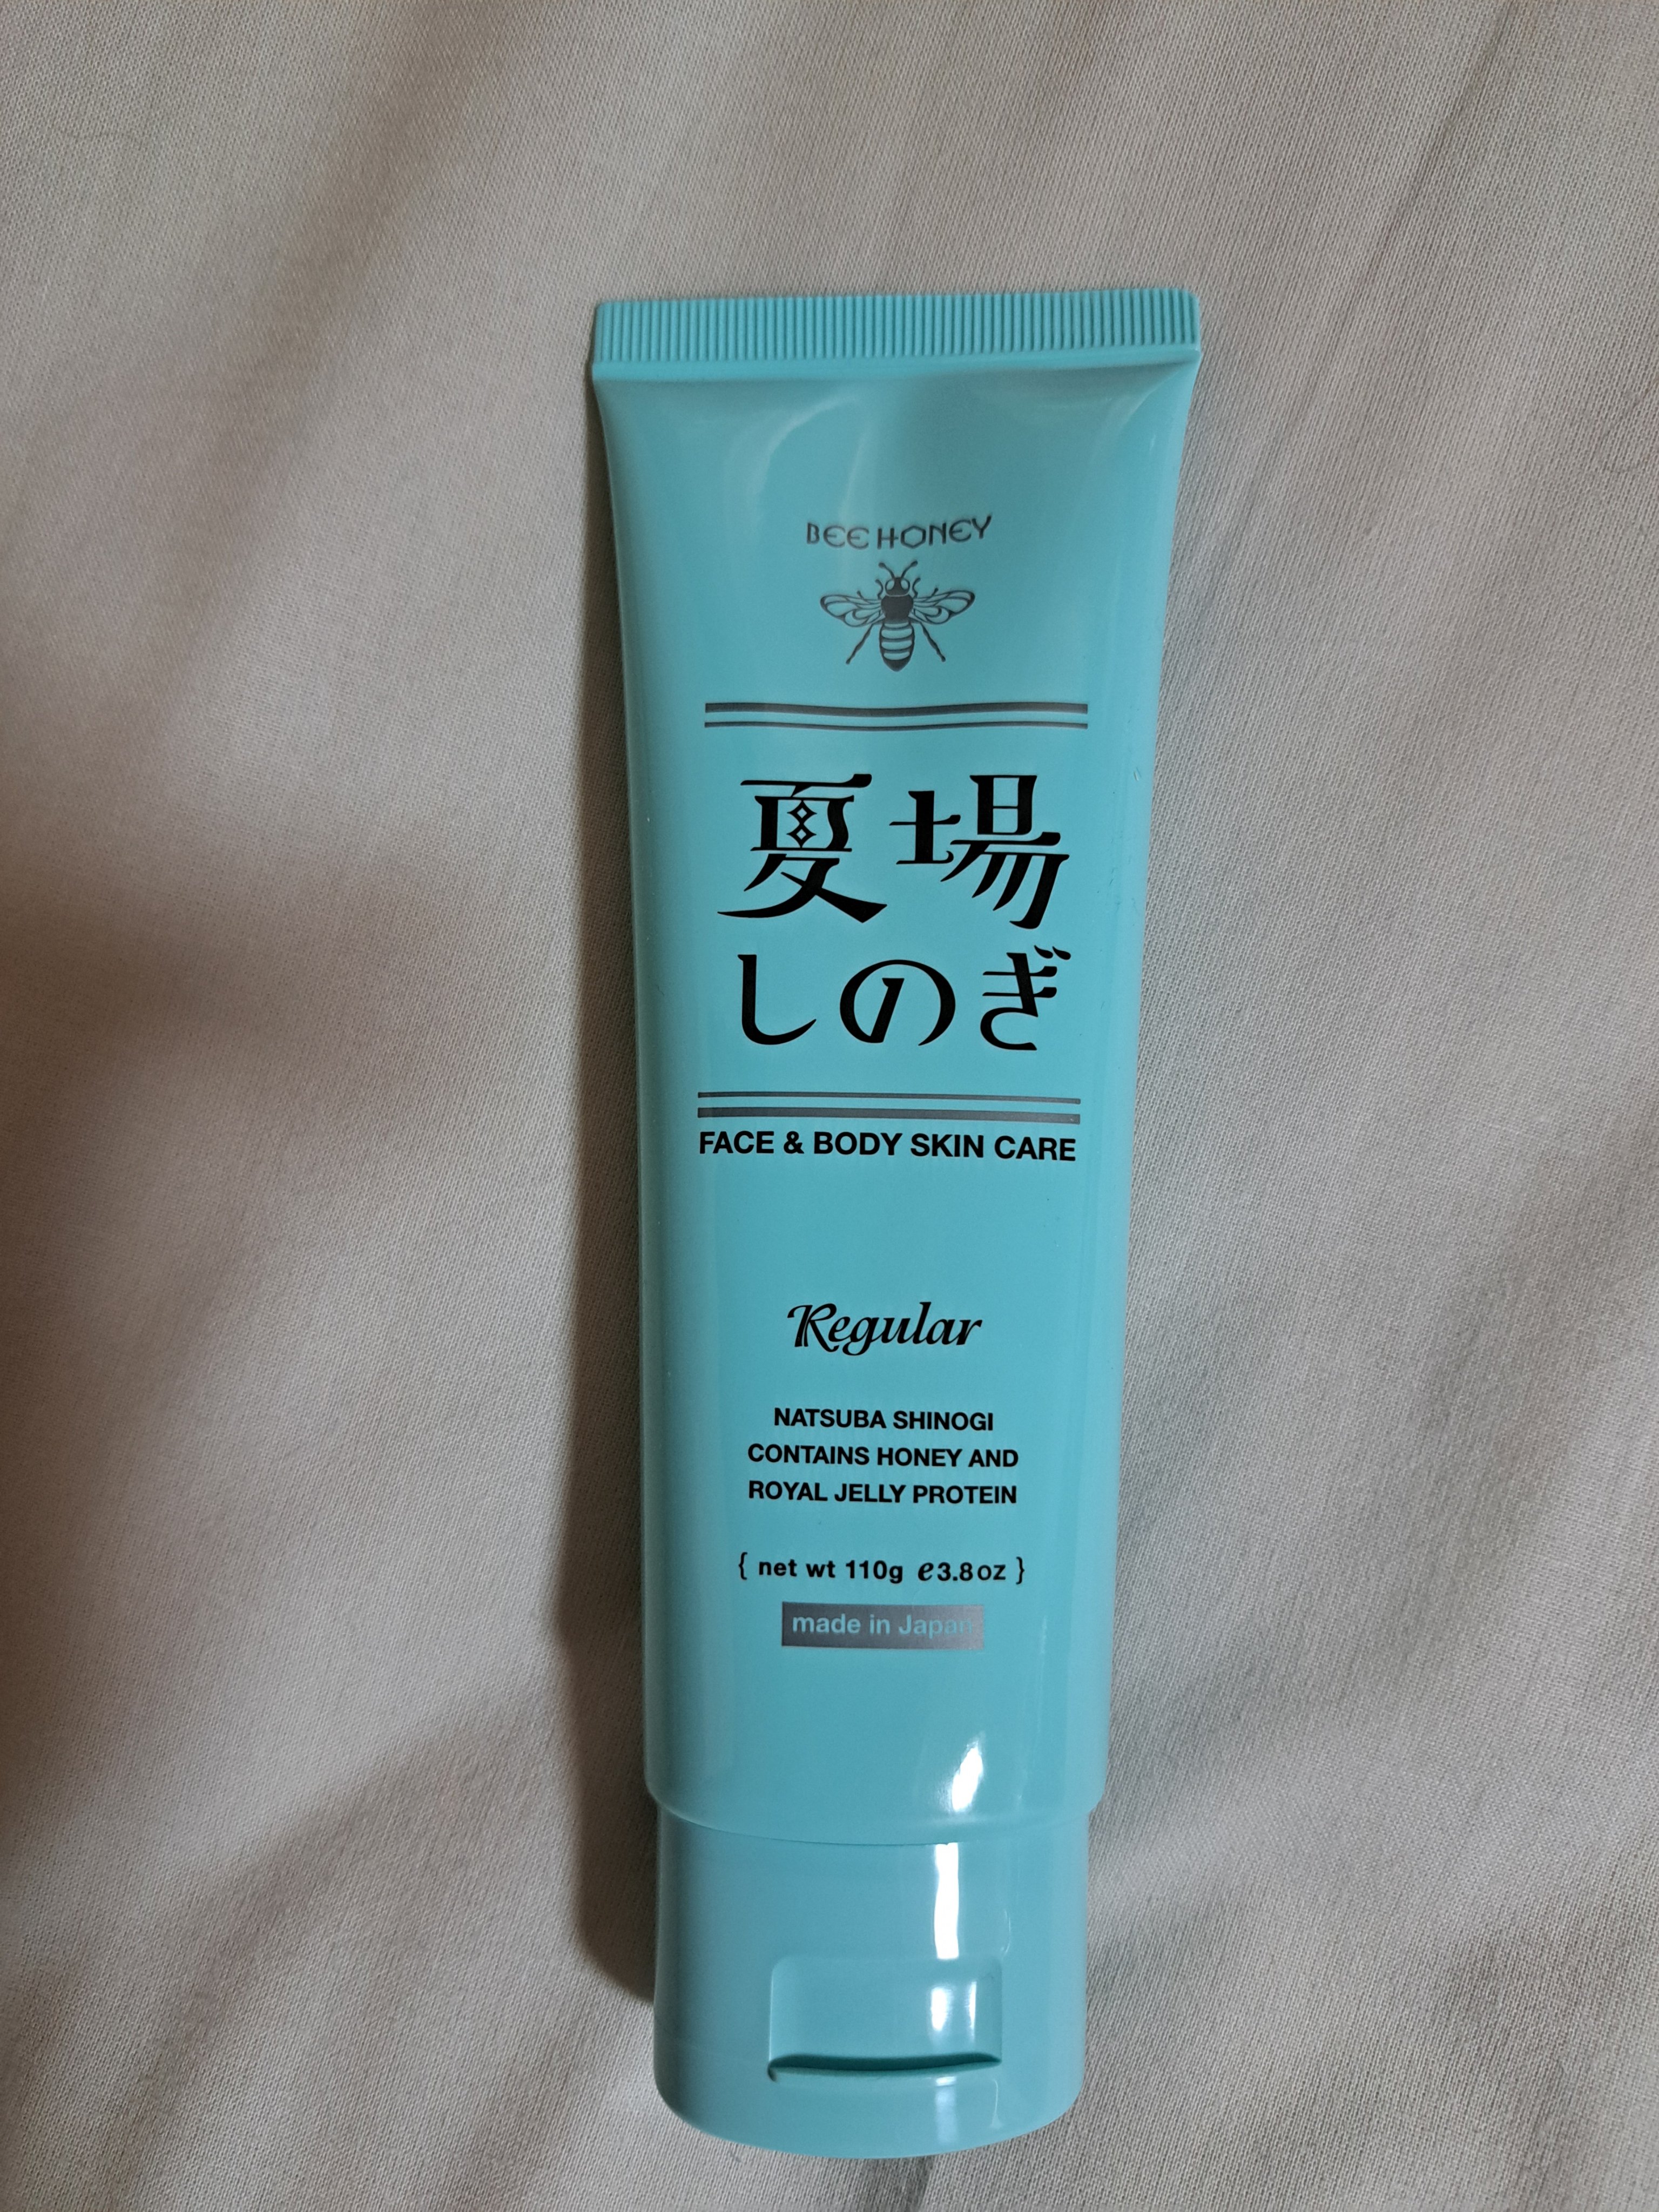 BEE HONEY
夏場
しのぎ
FACE & BODY SKIN CARE
Regular
NATSUBA SHINOGI
CONTAINS HONEY AND
ROYAL JELLY PROTEIN
{ net wt 110g e3.8oz }
made in Japan